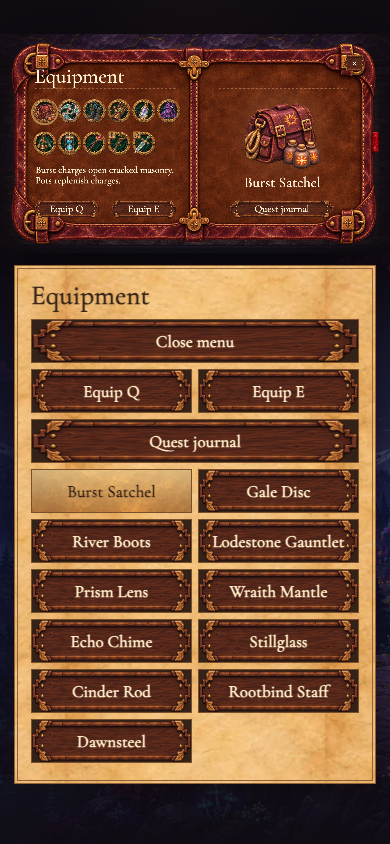 Equipment
×
Burst charges open cracked masonry.
Pots replenish charges.
Burst Satchel
Equip Q
Equip E
Quest journal
Equipment
Close menu
Equip Q
Equip E
Quest journal
Burst Satchel
Gale Disc
River Boots
Lodestone Gauntlet
Prism Lens
Wraith Mantle
Echo Chime
Stillglass
Cinder Rod
Rootbind Staff
Dawnsteel